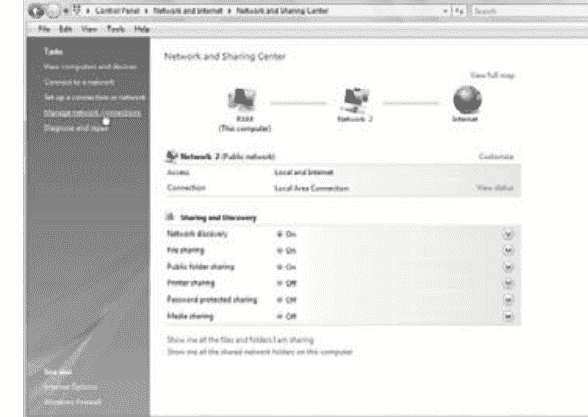 Control Panel ▸ Network and Internet ▸ Network and Sharing Center
Search
File Edit View Tools Help
Tasks
View computers and devices
Connect to a network
Set up a connection or network
Manage network connections
Diagnose and repair
Network and Sharing Center
View full map
(This computer)
Network 2
Internet
Network 2 (Public network)
Customize
Access Local and Internet
Connection Local Area Connection View status
Sharing and Discovery
Network discovery On
File sharing On
Public folder sharing On
Printer sharing Off
Password protected sharing Off
Media sharing Off
Show me all the files and folders I am sharing
Show me all the shared network folders on this computer
See also
Internet Options
Windows Firewall